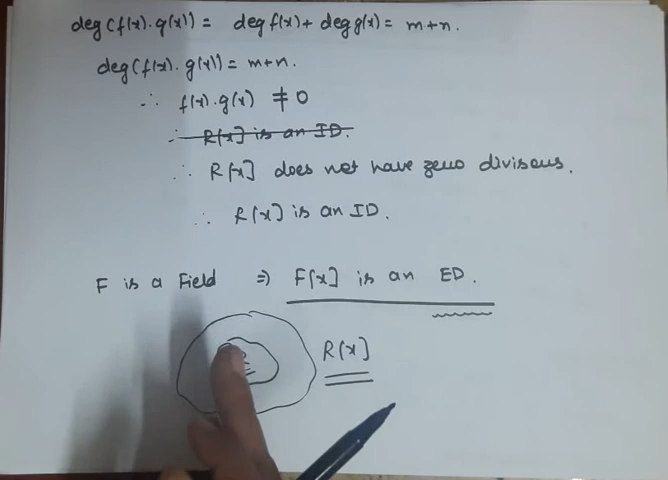 deg(f(x).g(x)) = deg f(x) + deg g(x) = m+n.
deg(f(x).g(x)) = m+n.
∴ f(x).g(x) ≠ 0
∴ R[x] is an ID.
∴ R[x] does not have zero divisous.
∴ R[x] is an ID.
F is a Field ⇒ F[x] is an ED.
R[x]